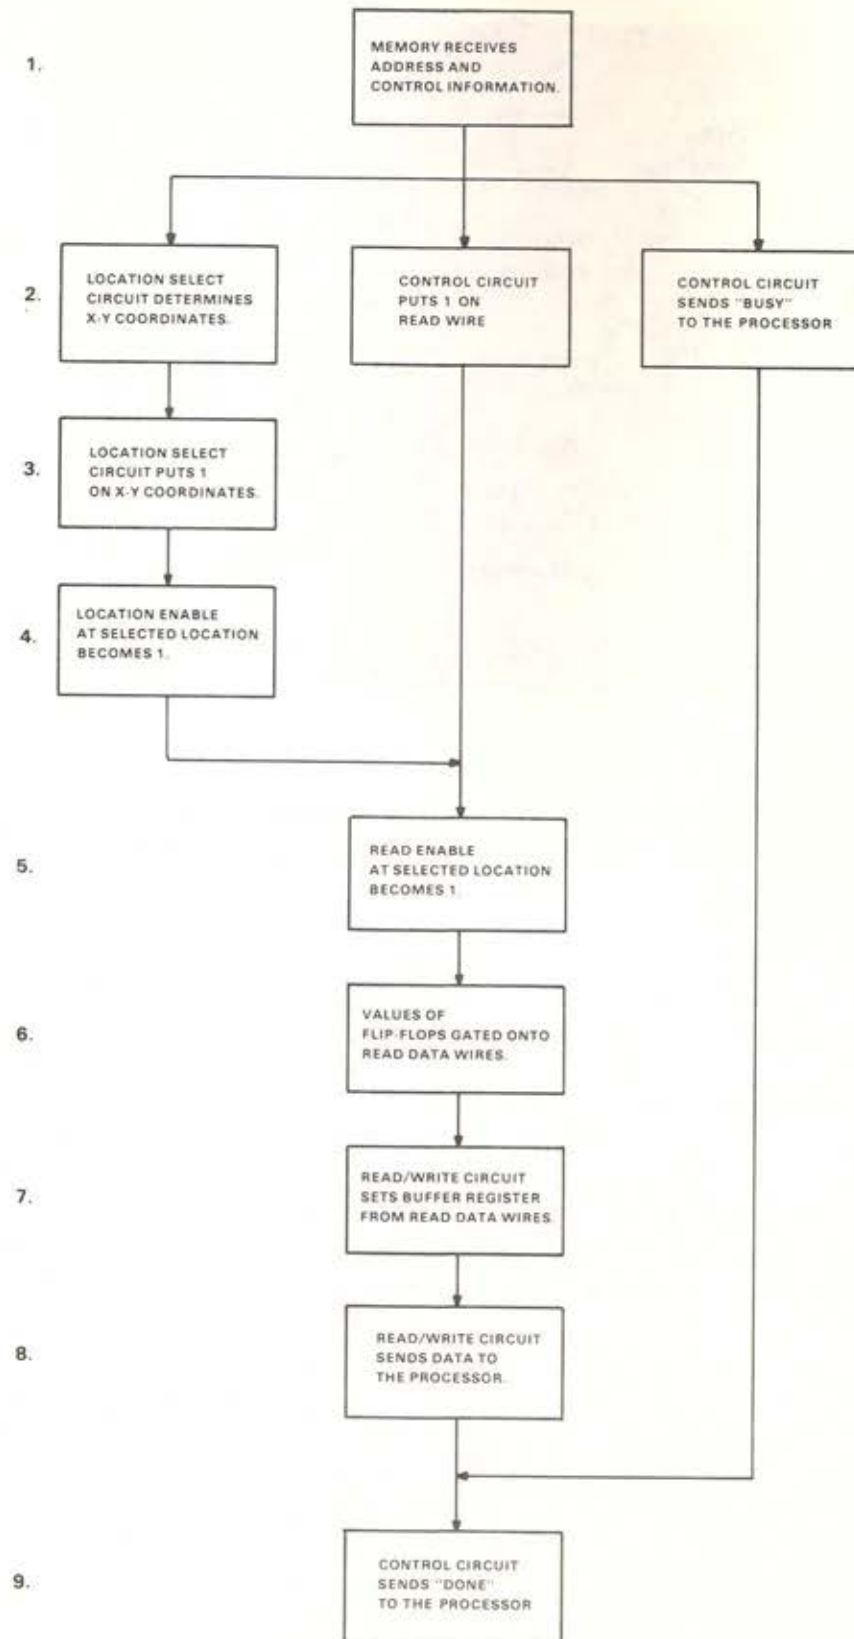 1.
MEMORY RECEIVES
ADDRESS AND
CONTROL INFORMATION.
2.
LOCATION SELECT
CIRCUIT DETERMINES
X-Y COORDINATES.
CONTROL CIRCUIT
PUTS 1 ON
READ WIRE
CONTROL CIRCUIT
SENDS "BUSY"
TO THE PROCESSOR
3.
LOCATION SELECT
CIRCUIT PUTS 1
ON X-Y COORDINATES.
4.
LOCATION ENABLE
AT SELECTED LOCATION
BECOMES 1.
5.
READ ENABLE
AT SELECTED LOCATION
BECOMES 1.
6.
VALUES OF
FLIP-FLOPS GATED ONTO
READ DATA WIRES.
7.
READ/WRITE CIRCUIT
SETS BUFFER REGISTER
FROM READ DATA WIRES.
8.
READ/WRITE CIRCUIT
SENDS DATA TO
THE PROCESSOR.
9.
CONTROL CIRCUIT
SENDS "DONE"
TO THE PROCESSOR